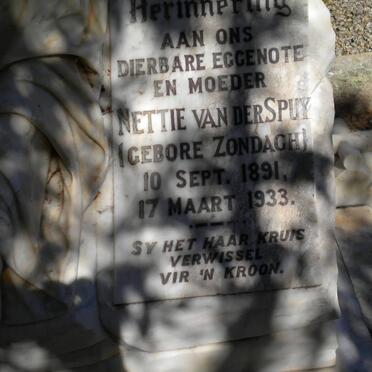 Herinnering
AAN ONS
DIERBARE EGGENOTE
EN MOEDER
NETTIE VAN DER SPUY
(GEBORE ZONDAGH)
10 SEPT. 1891.
17 MAART 1933.
SY HET HAAR KRUIS
VERWISSEL
VIR 'N KROON.